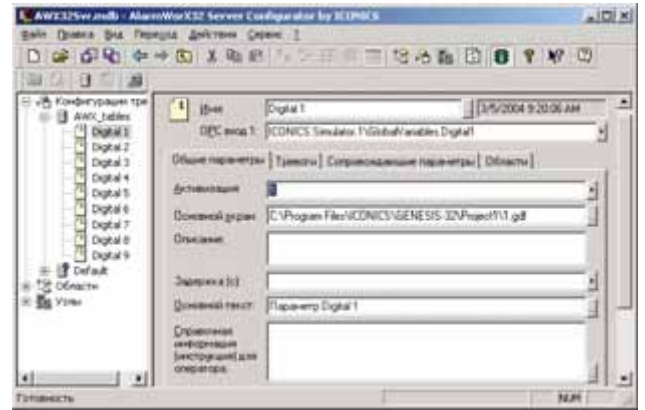 AWX32Svr.mdb - AlarmWorX32 Server Configurator by ICONICS
Файл Правка Вид Переход Действия Сервис ?
Конфигурации тре
AWX_tables
Digital 1
Digital 2
Digital 3
Digital 4
Digital 5
Digital 6
Digital 7
Digital 8
Digital 9
Default
Области
Узлы
Имя: Digital 1 3/5/2004 9:20:06 AM
OPC вход 1: ICONICS.Simulator.1\GlobalVariables.Digital1
Общие параметры Тревоги Сопровождающие параметры Области
Активизация 1
Основной экран C:\Program Files\ICONICS\GENESIS-32\Project1\1.gdf
Описание:
Задержка (с):
Основной текст: Параметр Digital 1
Справочная
информация
(инструкция) для
оператора:
Готовность NUM